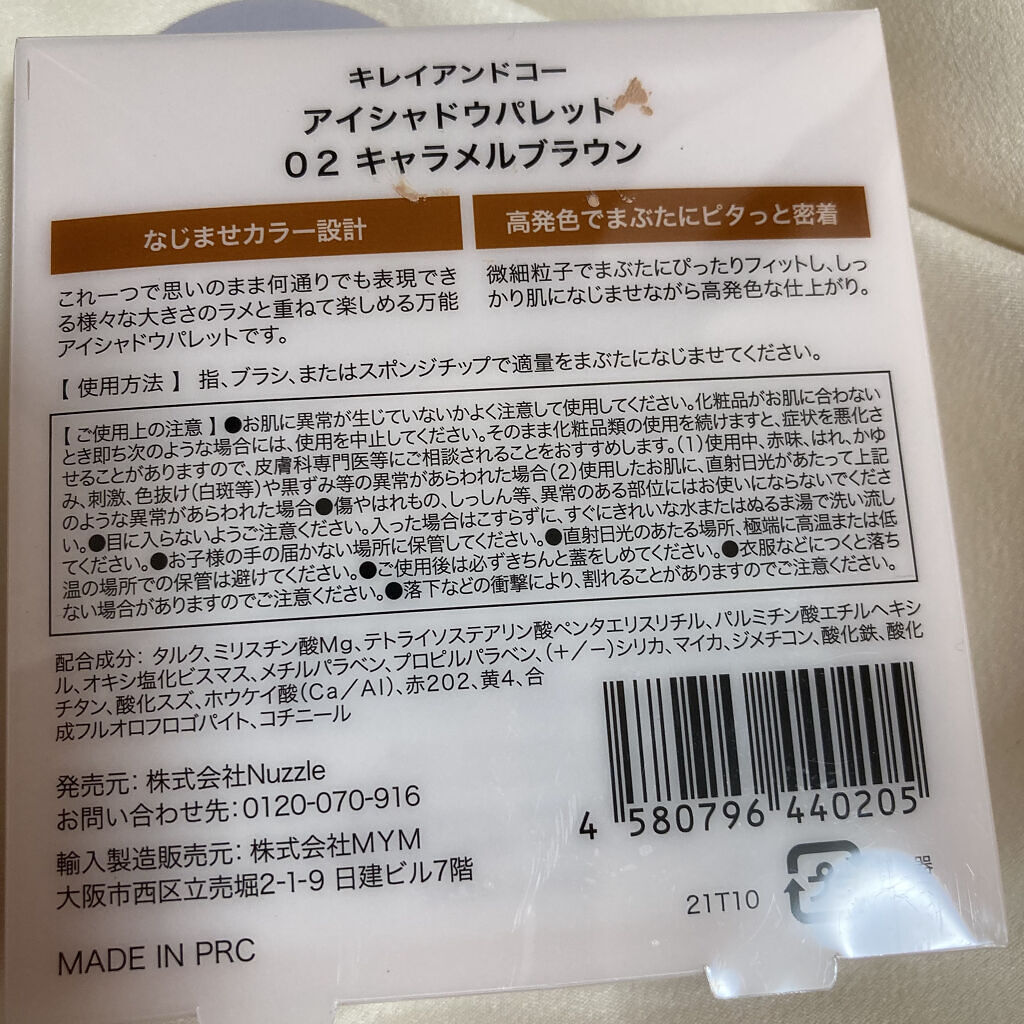 キレイアンドコー
アイシャドウパレット
02 キャラメルブラウン
なじませカラー設計
これ一つで思いのまま何通りでも表現でき
る様々な大きさのラメと重ねて楽しめる万能
アイシャドウパレットです。
高発色でまぶたにピタっと密着
微細粒子でまぶたにぴったりフィットし、しっ
かり肌になじませながら高発色な仕上がり。
【 使用方法 】 指、ブラシ、またはスポンジチップで適量をまぶたになじませてください。
【 ご使用上の注意 】●お肌に異常が生じていないかよく注意して使用してください。化粧品がお肌に合わない
とき即ち次のような場合には、使用を中止してください。そのまま化粧品類の使用を続けますと、症状を悪化さ
せることがありますので、皮膚科専門医等にご相談されることをおすすめします。(1)使用中、赤味、はれ、かゆ
み、刺激、色抜け(白斑等)や黒ずみ等の異常があらわれた場合(2)使用したお肌に、直射日光があたって上記
のような異常があらわれた場合●傷やはれもの、しっしん等、異常のある部位にはお使いにならないでくださ
い。●目に入らないようご注意ください。入った場合はこすらずに、すぐにきれいな水またはぬるま湯で洗い流し
てください。●お子様の手の届かない場所に保管してください。●直射日光のあたる場所、極端に高温または低
温の場所での保管は避けてください。●ご使用後は必ずきちんと蓋をしめてください。●衣服などにつくと落ち
ない場合がありますのでご注意ください。●落下などの衝撃により、割れることがありますのでご注意ください。
配合成分: タルク、ミリスチン酸Mg、テトライソステアリン酸ペンタエリスリチル、パルミチン酸エチルヘキシ
ル、オキシ塩化ビスマス、メチルパラベン、プロピルパラベン、(+/-)シリカ、マイカ、ジメチコン、酸化鉄、酸化
チタン、酸化スズ、ホウケイ酸(Ca/Al)、赤202、黄4、合
成フルオロフロゴパイト、コチニール
発売元: 株式会社Nuzzle
お問い合わせ先:0120-070-916
輸入製造販売元: 株式会社MYM
大阪市西区立売堀2-1-9 日建ビル7階
MADE IN PRC
4 580796 440205
21T10
器